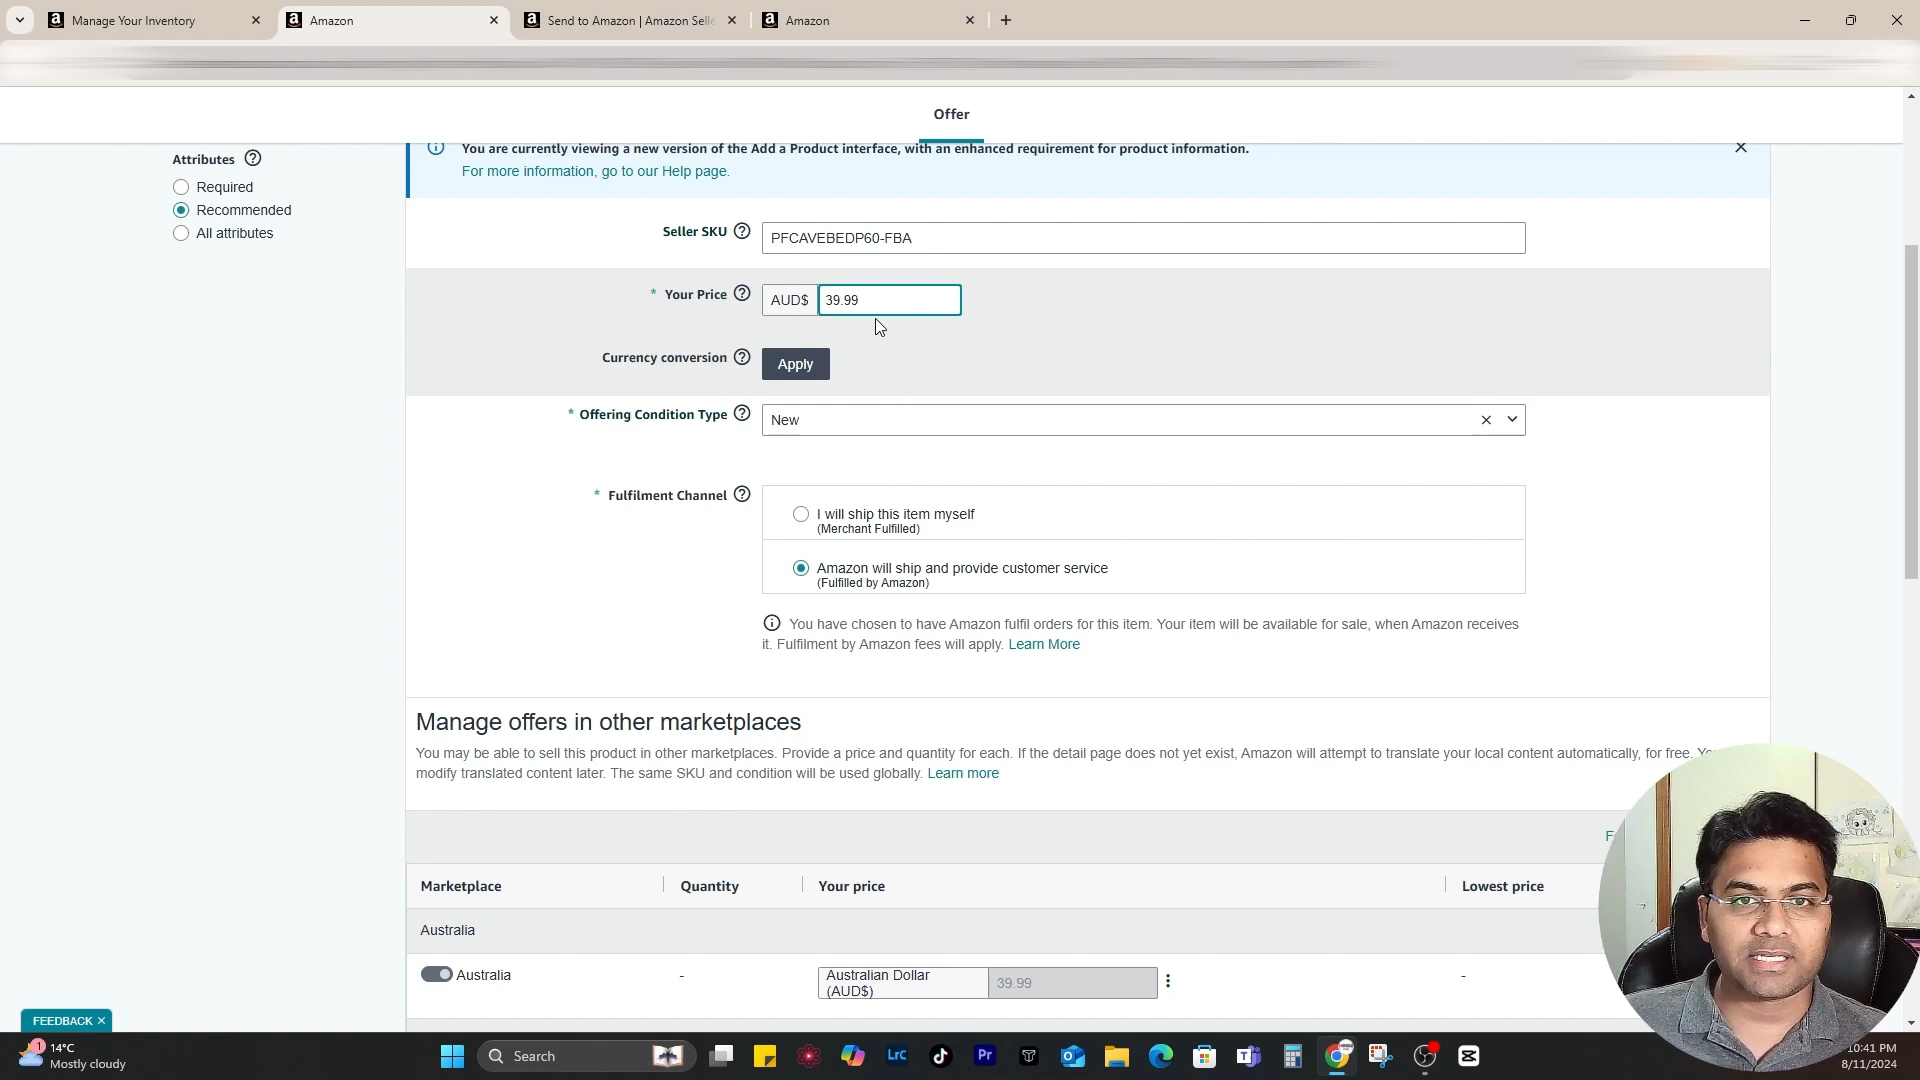 Manage Your Inventory
Amazon
Send to Amazon | Amazon Selle
Amazon
Offer
Attributes
Required
Recommended
All attributes
You are currently viewing a new version of the Add a Product interface, with an enhanced requirement for product information.
For more information, go to our Help page.
Seller SKU
PFCAVEBEDP60-FBA
* Your Price
AUD$
39.99
Currency conversion
Apply
* Offering Condition Type
New
* Fulfilment Channel
I will ship this item myself
(Merchant Fulfilled)
Amazon will ship and provide customer service
(Fulfilled by Amazon)
You have chosen to have Amazon fulfil orders for this item. Your item will be available for sale, when Amazon receives
it. Fulfilment by Amazon fees will apply. Learn More
Manage offers in other marketplaces
You may be able to sell this product in other marketplaces. Provide a price and quantity for each. If the detail page does not yet exist, Amazon will attempt to translate your local content automatically, for free.
modify translated content later. The same SKU and condition will be used globally. Learn more
Marketplace
Quantity
Your price
Lowest price
Australia
Australia
-
Australian Dollar
(AUD$)
39.99
-
FEEDBACK
1
14°C
Mostly cloudy
Search
LrC
Pr
10:41 PM
8/11/2024